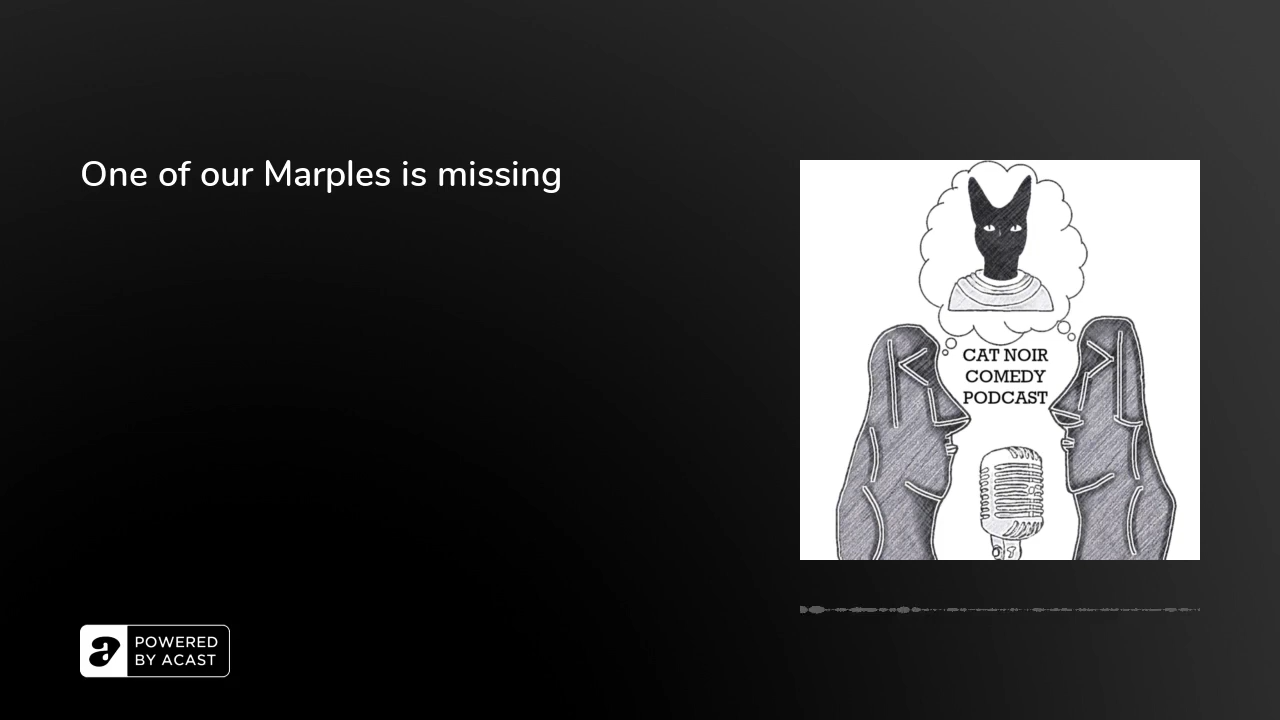 One of our Marples is missing
CAT NOIR
COMEDY
PODCAST
POWERED
BY ACAST